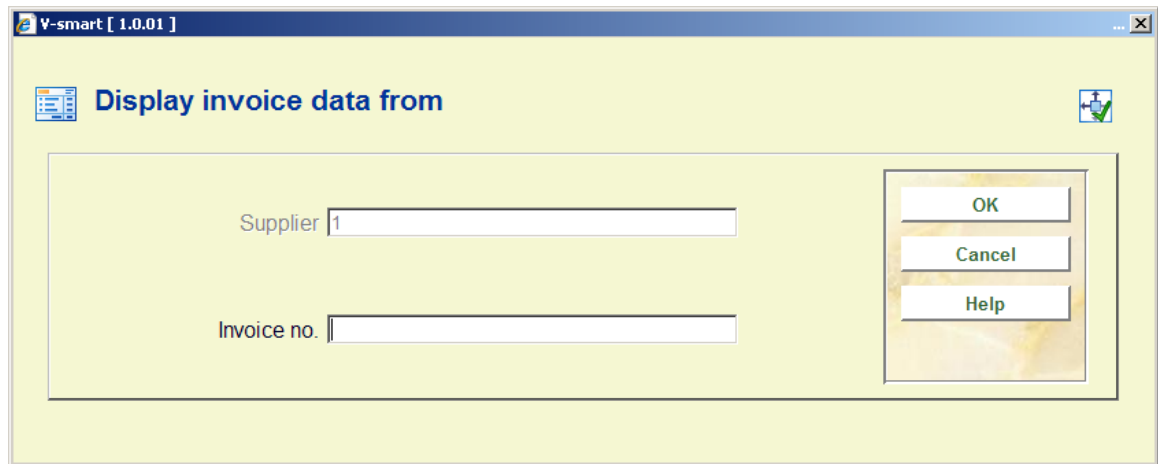 V-smart [ 1.0.01 ]
...
Display invoice data from
Supplier 1
Invoice no.
OK
Cancel
Help